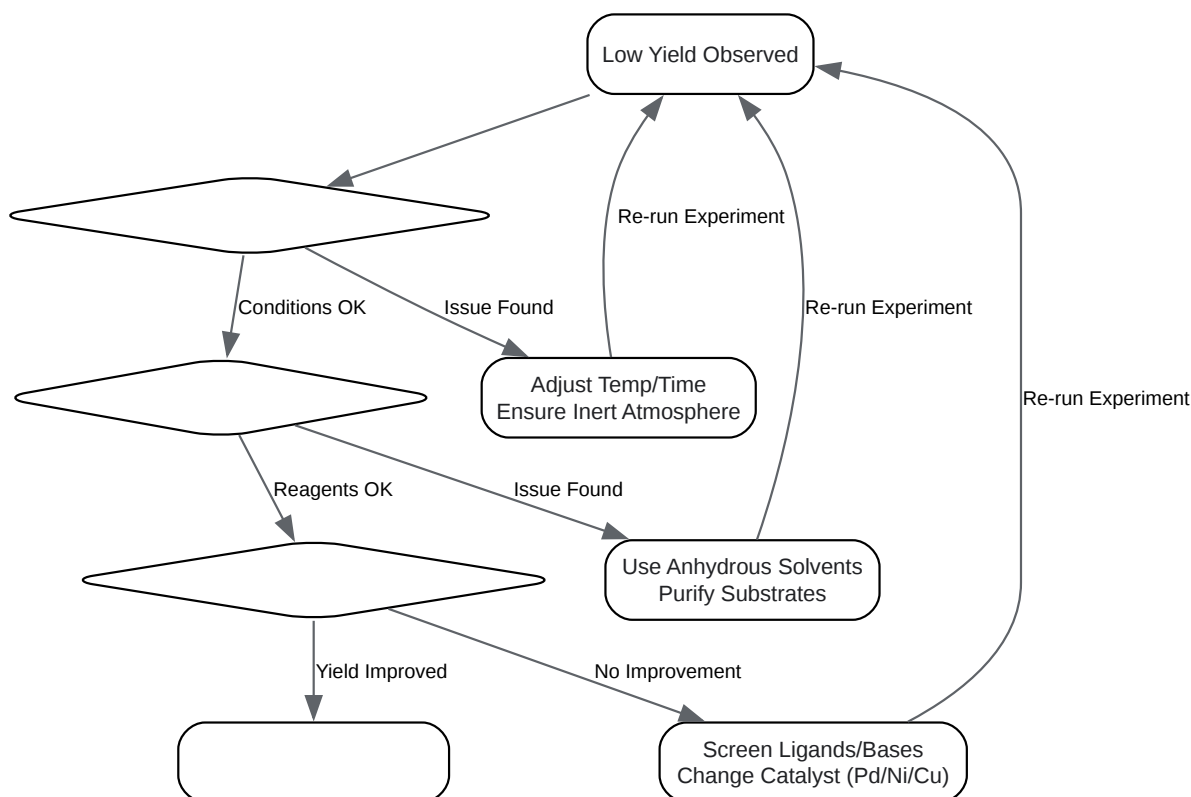 Low Yield Observed
Re-run Experiment
Conditions OK
Issue Found
Re-run Experiment
Adjust Temp/Time
Ensure Inert Atmosphere
Re-run Experiment
Reagents OK
Issue Found
Use Anhydrous Solvents
Purify Substrates
Yield Improved
No Improvement
Screen Ligands/Bases
Change Catalyst (Pd/Ni/Cu)